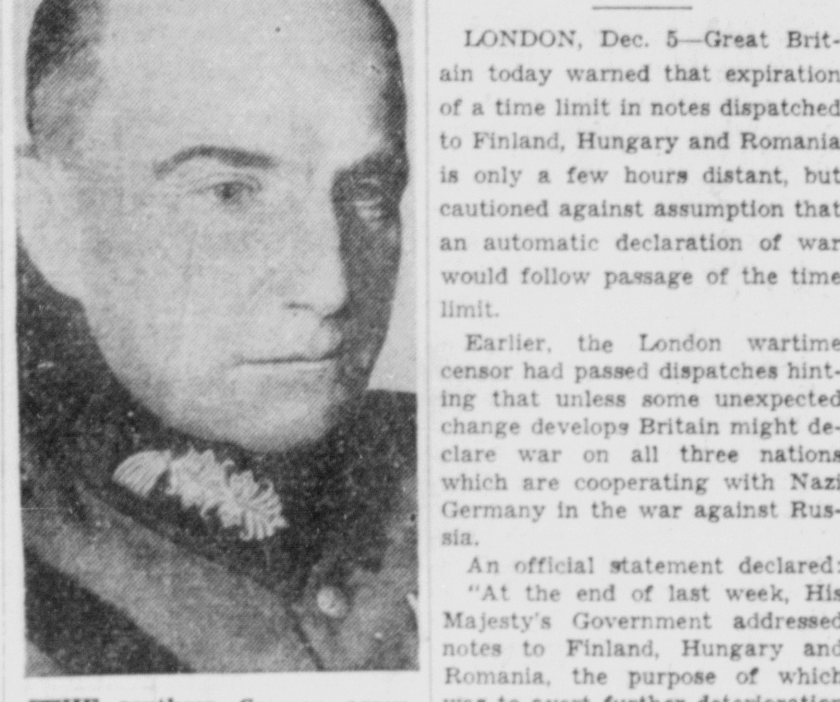 LONDON, Dec. 5—Great Brit-
ain today warned that expiration
of a time limit in notes dispatched
to Finland, Hungary and Romania
is only a few hours distant, but
cautioned against assumption that
an automatic declaration of war
would follow passage of the time
limit.
Earlier, the London wartime
censor had passed dispatches hint-
ing that unless some unexpected
change develops Britain might de-
clare war on all three nations
which are cooperating with Nazi
Germany in the war against Rus-
sia.
An official statement declared:
"At the end of last week, His
Majesty's Government addressed
notes to Finland, Hungary and
Romania, the purpose of which